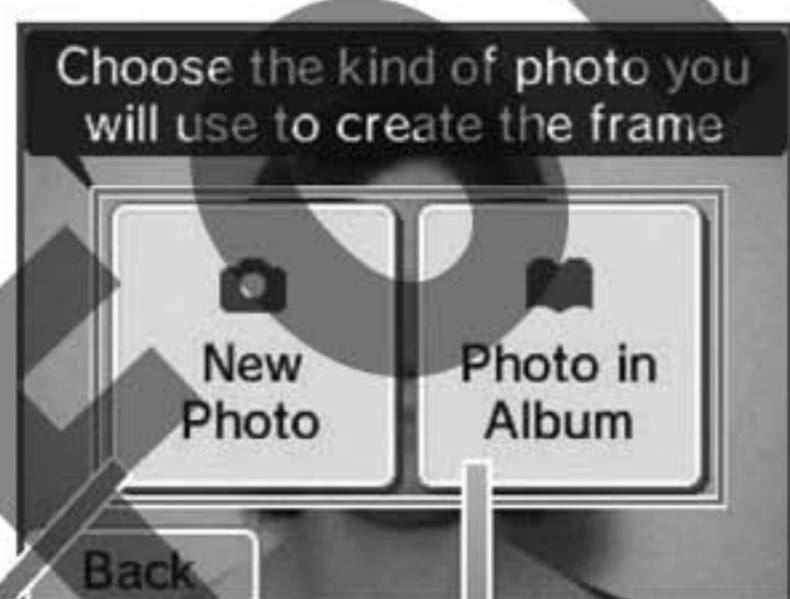 Choose the kind of photo you
will use to create the frame
New
Photo
Photo in
Album
Back